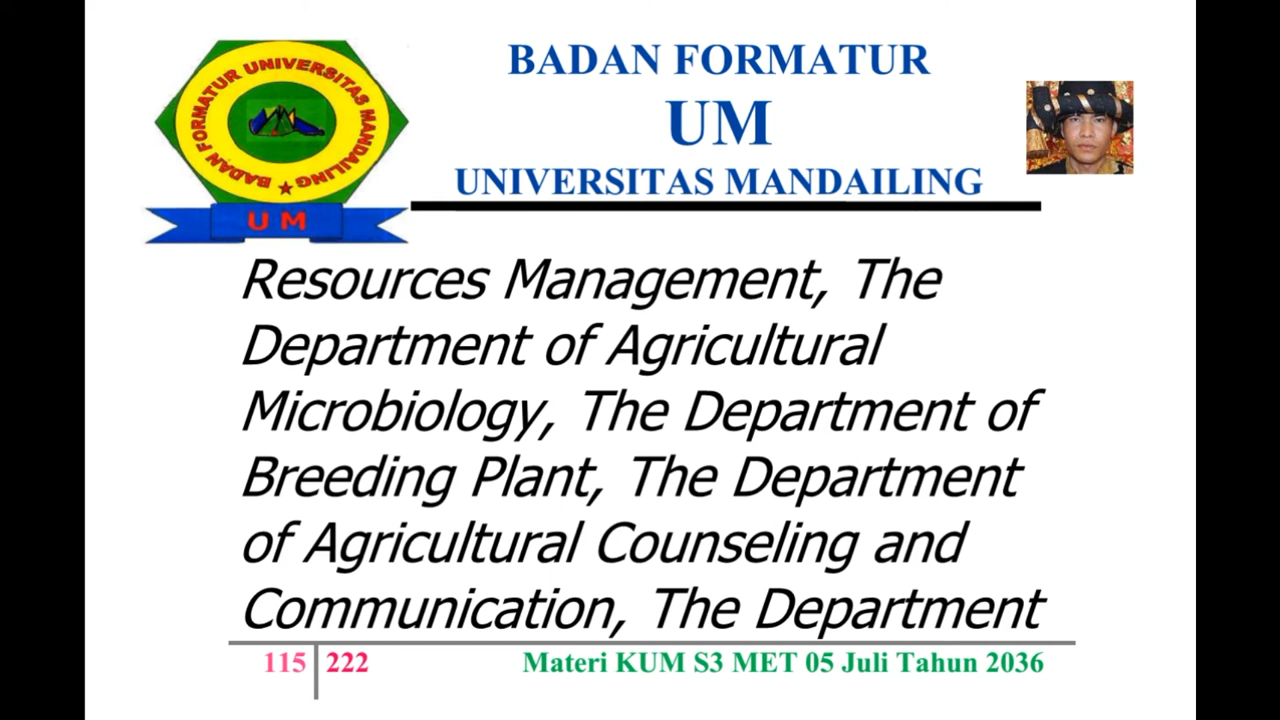 BADAN FORMATUR UNIVERSITAS MANDAILING
UM
BADAN FORMATUR
UM
UNIVERSITAS MANDAILING
Resources Management, The
Department of Agricultural
Microbiology, The Department of
Breeding Plant, The Department
of Agricultural Counseling and
Communication, The Department
115 222 Materi KUM S3 MET 05 Juli Tahun 2036